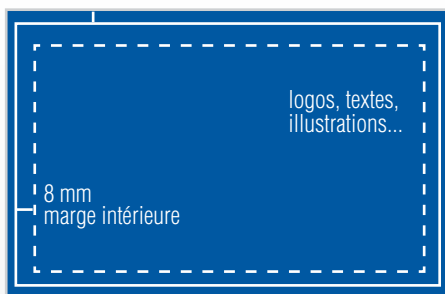 logos, textes,
illustrations...
8 mm
marge intérieure